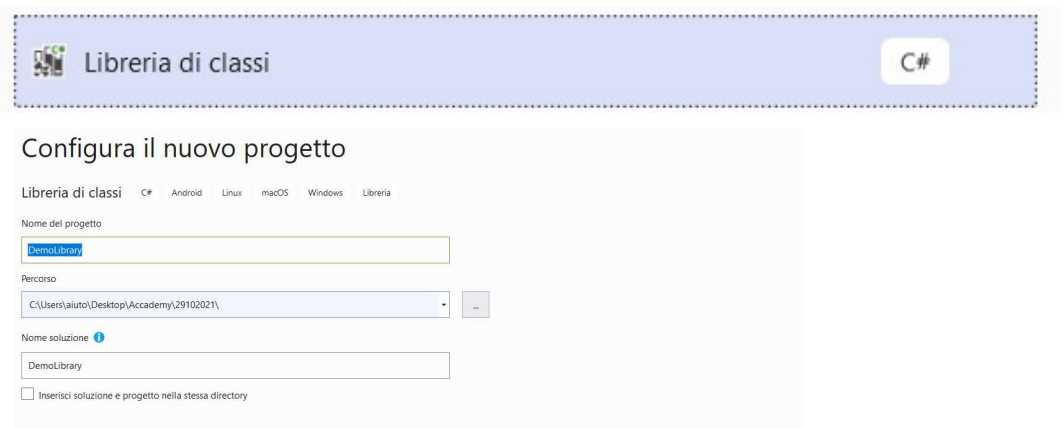 Libreria di classi C#
Configura il nuovo progetto
Libreria di classi C# Android Linux macOS Windows Libreria
Nome del progetto
DemoLibrary
Percorso
C:\Users\aiuto\Desktop\Accademy\29102021\
...
Nome soluzione
DemoLibrary
Inserisci soluzione e progetto nella stessa directory